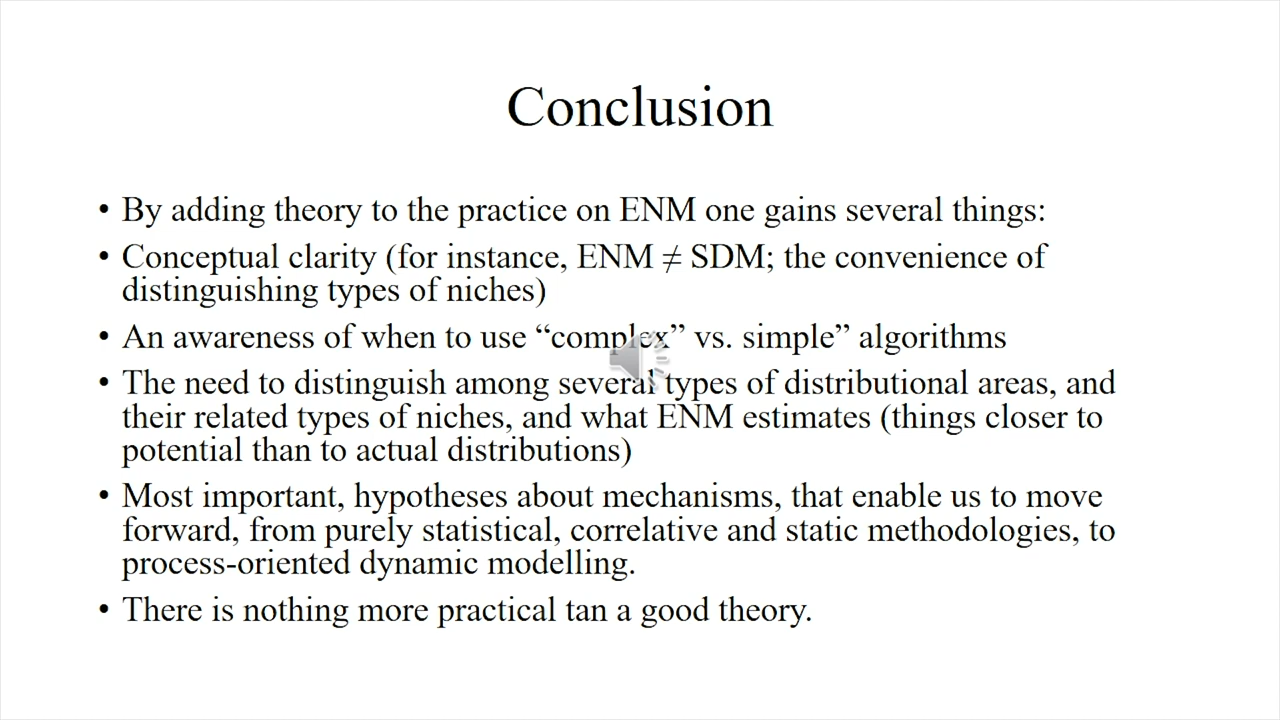 Conclusion
• By adding theory to the practice on ENM one gains several things:
• Conceptual clarity (for instance, ENM ≠ SDM; the convenience of
distinguishing types of niches)
• An awareness of when to use “complex” vs. simple” algorithms
• The need to distinguish among several types of distributional areas, and
their related types of niches, and what ENM estimates (things closer to
potential than to actual distributions)
• Most important, hypotheses about mechanisms, that enable us to move
forward, from purely statistical, correlative and static methodologies, to
process-oriented dynamic modelling.
• There is nothing more practical tan a good theory.